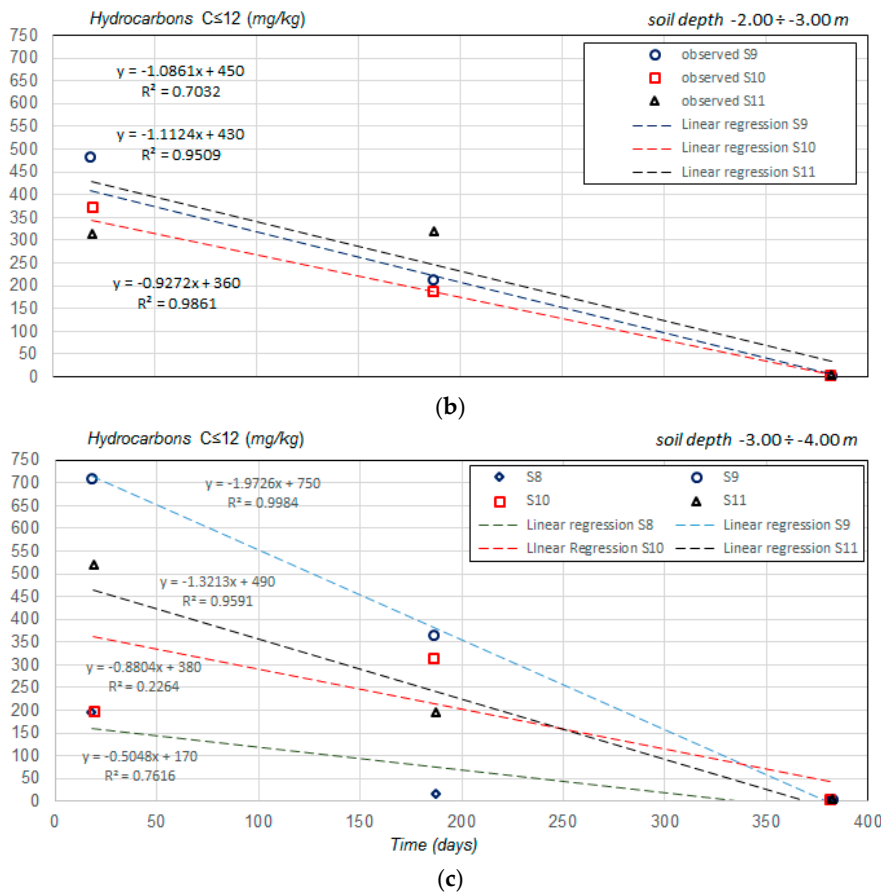 Hydrocarbons C≤12 (mg/kg) soil depth -2.00 ÷ -3.00 m
750
700
650
600
550
500
450
400
350
300
250
200
150
100
50
0
y = -1.0861x + 450
R² = 0.7032
y = -1.1124x + 430
R² = 0.9509
y = -0.9272x + 360
R² = 0.9861
observed S9
observed S10
observed S11
Linear regression S9
Linear regression S10
Linear regression S11
(b)
Hydrocarbons C≤12 (mg/kg) soil depth -3.00 ÷ -4.00 m
750
700
650
600
550
500
450
400
350
300
250
200
150
100
50
0
y = -1.9726x + 750
R² = 0.9984
y = -1.3213x + 490
R² = 0.9591
y = -0.8804x + 380
R² = 0.2264
y = -0.5048x + 170
R² = 0.7616
S8 S9
S10 S11
Linear regression S8 Linear regression S9
LInear Regression S10 Linear regression S11
0 50 100 150 200 250 300 350 400
Time (days)
(c)